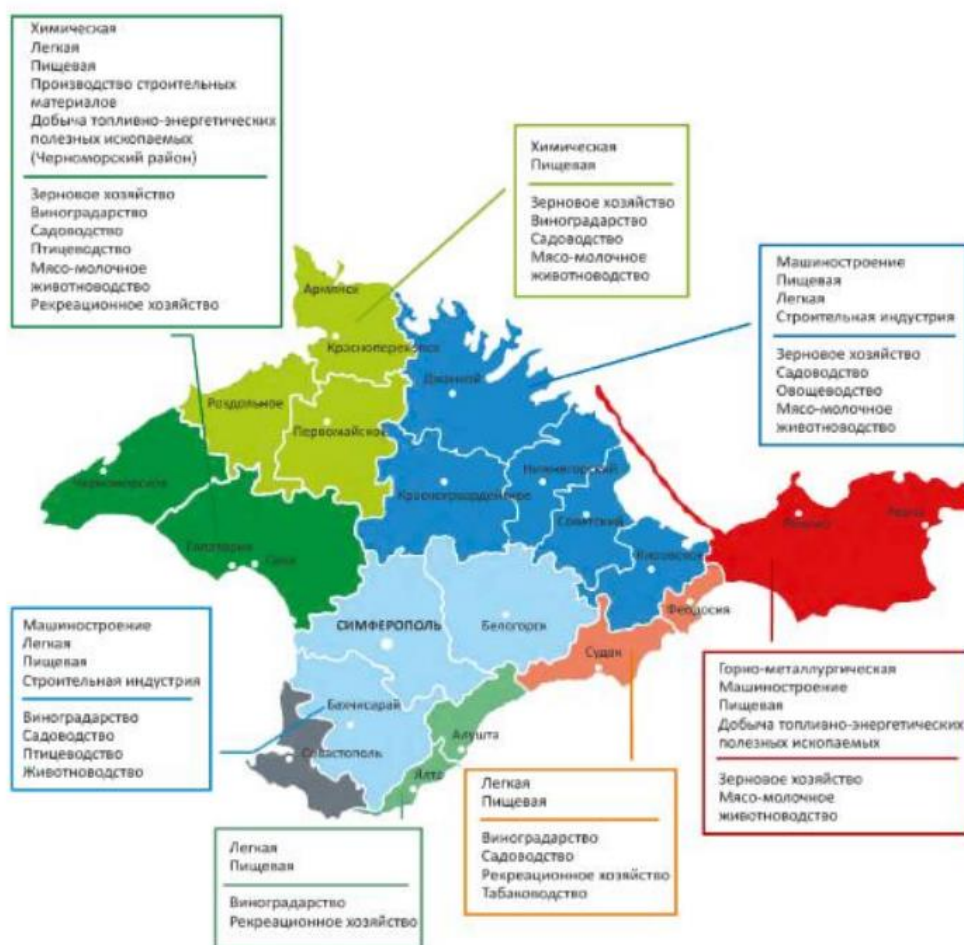 Химическая
Легкая
Пищевая
Производство строительных
материалов
Добыча топливно-энергетических
полезных ископаемых
(Черноморский район)
Зерновое хозяйство
Виноградарство
Садоводство
Птицеводство
Мясо-молочное
животноводство
Рекреационное хозяйство
Химическая
Пищевая
Зерновое хозяйство
Виноградарство
Садоводство
Мясо-молочное
животноводство
Машиностроение
Пищевая
Легкая
Строительная индустрия
Зерновое хозяйство
Садоводство
Овощеводство
Мясо-молочное
животноводство
Армянск
Красноперекопск
Джанкой
Раздольное
Первомайское
Черноморское
Красногвардейское
Нижнегорский
Советский
Ленино
Керчь
Евпатория
Саки
Кировское
Феодосия
СИМФЕРОПОЛЬ
Белогорск
Судак
Бахчисарай
Севастополь
Алушта
Ялта
Машиностроение
Легкая
Пищевая
Строительная индустрия
Виноградарство
Садоводство
Птицеводство
Животноводство
Горно-металлургическая
Машиностроение
Пищевая
Добыча топливно-энергетических
полезных ископаемых
Зерновое хозяйство
Мясо-молочное
животноводство
Легкая
Пищевая
Виноградарство
Садоводство
Рекреационное хозяйство
Табаководство
Легкая
Пищевая
Виноградарство
Рекреационное хозяйство